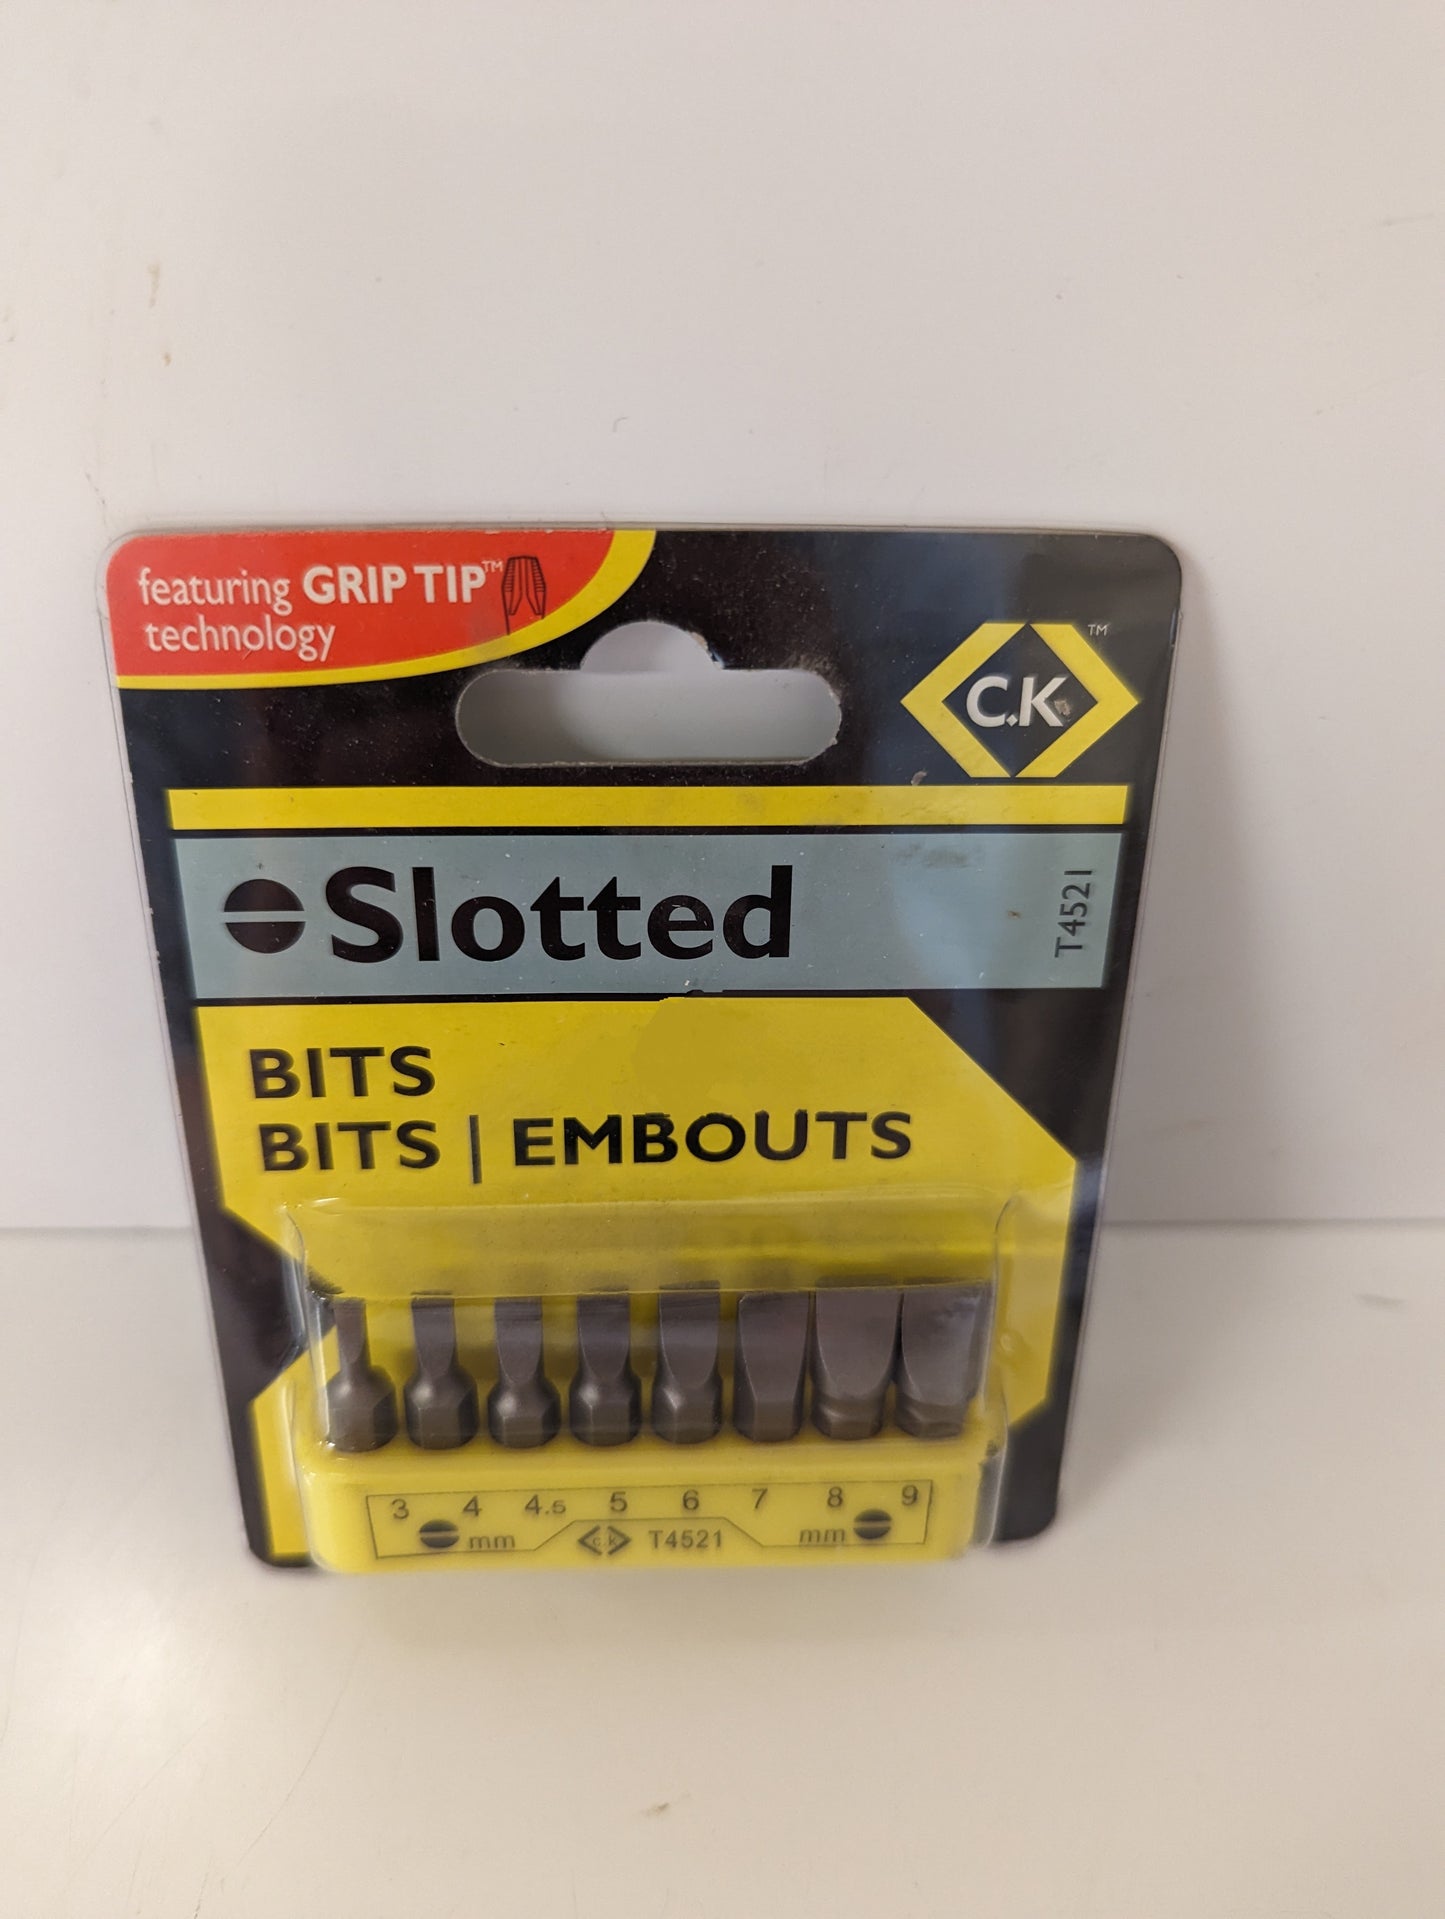 featuring GRIP TIP™
technology
C.K™
Slotted
T4521
BITS
BITS | EMBOUTS
3 4 4.5 5 6 7 8 9
mm C.K T4521 mm